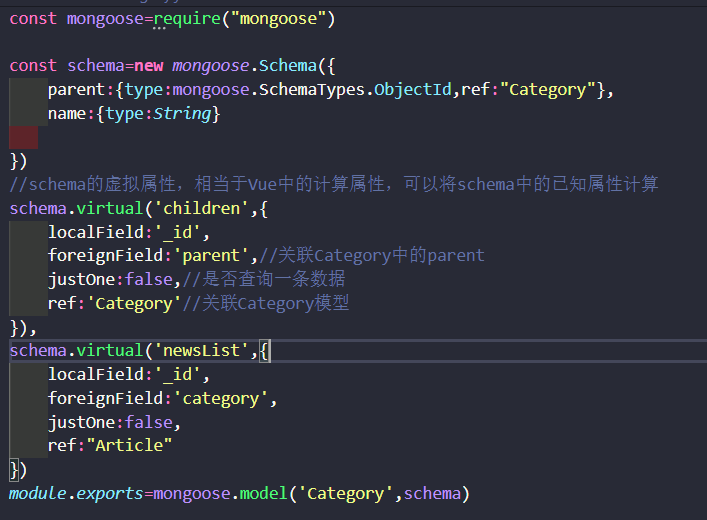 const mongoose=require("mongoose")
const schema=new mongoose.Schema({
parent:{type:mongoose.SchemaTypes.ObjectId,ref:"Category"},
name:{type:String}
})
//schema的虚拟属性，相当于Vue中的计算属性，可以将schema中的已知属性计算
schema.virtual('children',{
localField:'_id',
foreignField:'parent',//关联Category中的parent
justOne:false,//是否查询一条数据
ref:'Category'//关联Category模型
}),
schema.virtual('newsList',{
localField:'_id',
foreignField:'category',
justOne:false,
ref:"Article"
})
module.exports=mongoose.model('Category',schema)